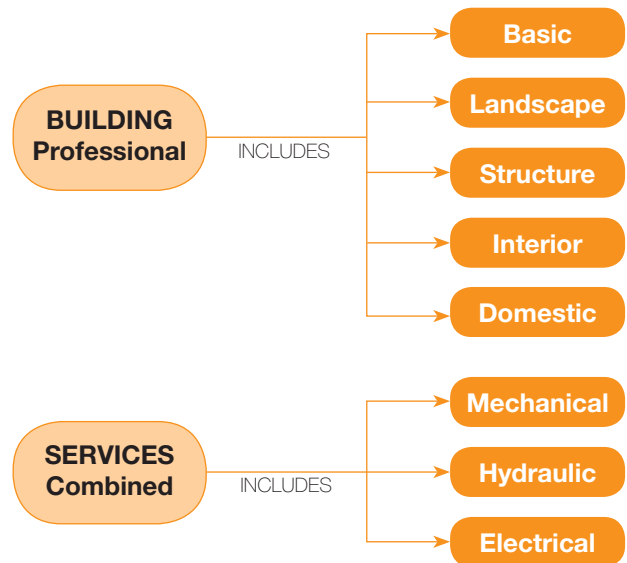 Basic
Landscape
BUILDING
Professional
INCLUDES
Structure
Interior
Domestic
Mechanical
SERVICES
Combined
INCLUDES
Hydraulic
Electrical